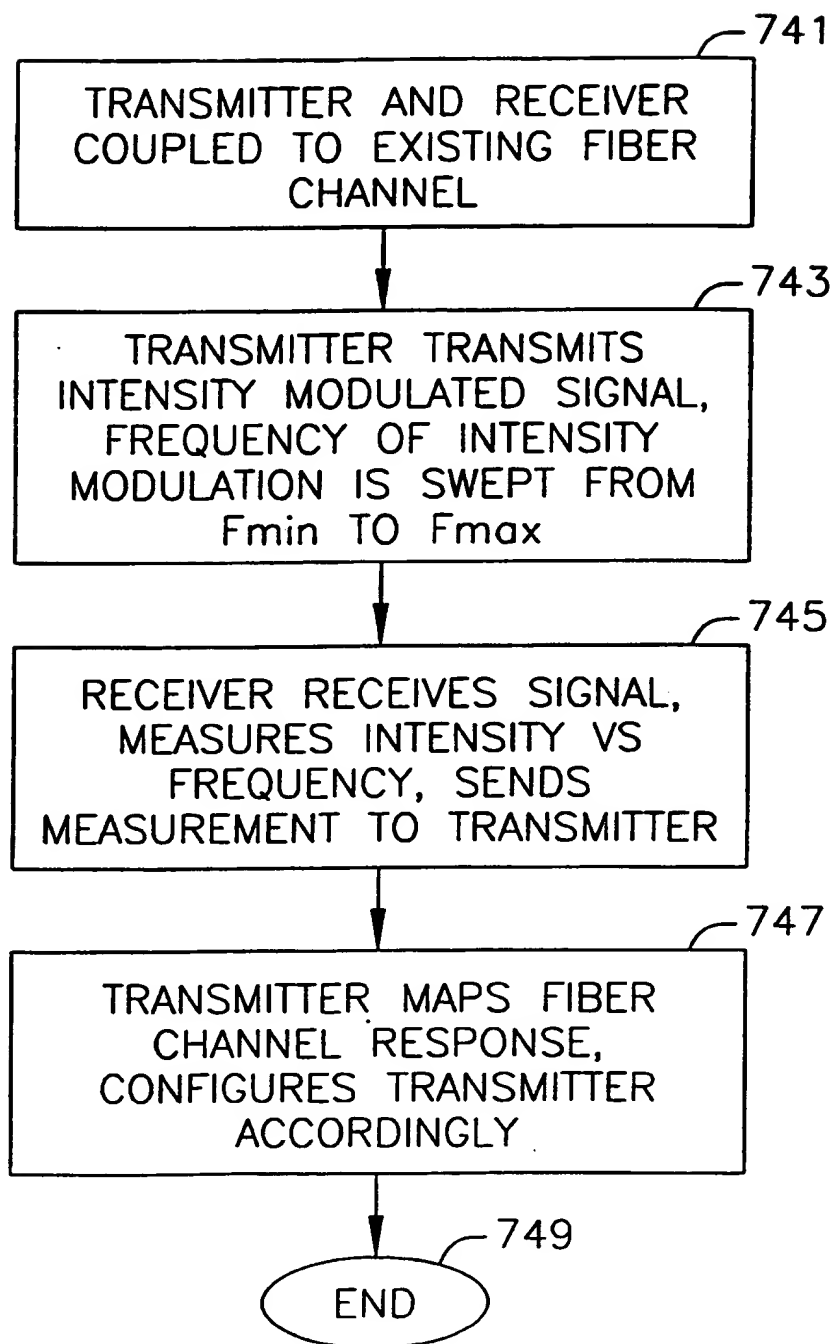 741
TRANSMITTER AND RECEIVER
COUPLED TO EXISTING FIBER
CHANNEL
743
TRANSMITTER TRANSMITS
INTENSITY MODULATED SIGNAL,
FREQUENCY OF INTENSITY
MODULATION IS SWEPT FROM
Fmin TO Fmax
745
RECEIVER RECEIVES SIGNAL,
MEASURES INTENSITY VS
FREQUENCY, SENDS
MEASUREMENT TO TRANSMITTER
747
TRANSMITTER MAPS FIBER
CHANNEL RESPONSE,
CONFIGURES TRANSMITTER
ACCORDINGLY
749
END